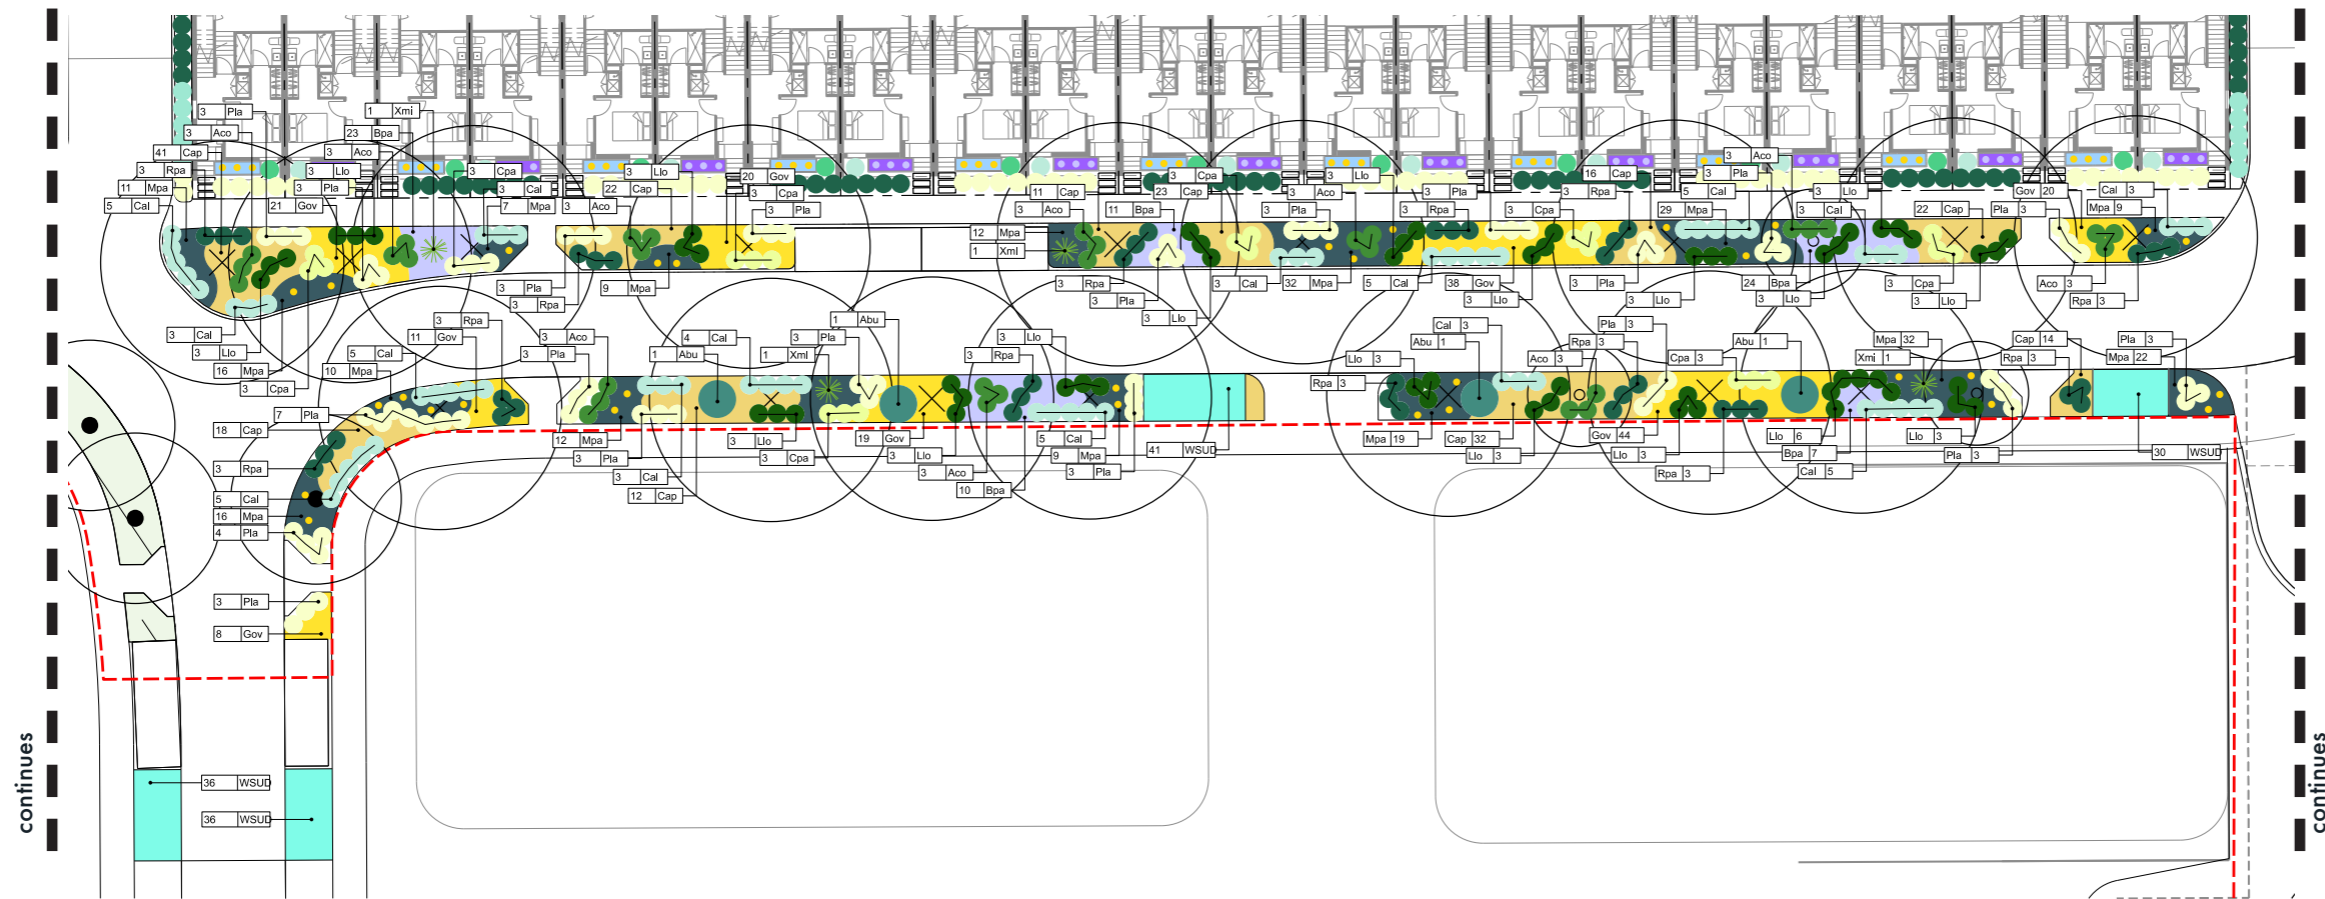 3 Pla
1 Xmi
3 Aco
23 Bpa
41 Cap
3 Aco
3 Aco
3 Rpa
3 Llo
3 Cpa
3 Llo
20 Gov
3 Cpa
3 Llo
16 Cap
3 Pla
11 Mpa
3 Pla
3 Cal
22 Cap
3 Cpa
11 Cap
23 Cap
3 Aco
3 Pla
3 Rpa
5 Cal
3 Llo
Gov 20
Cal 3
5 Cal
21 Gov
7 Mpa
3 Aco
3 Pla
3 Aco
11 Bpa
3 Pla
3 Rpa
3 Cpa
29 Mpa
3 Cal
22 Cap
Pla 3
Mpa 9
12 Mpa
1 Xml
3 Pla
9 Mpa
3 Rpa
3 Cal
32 Mpa
5 Cal
38 Gov
3 Pla
24 Bpa
3 Cpa
Aco 3
3 Rpa
3 Pla
3 Llo
3 Llo
3 Llo
3 Llo
Rpa 3
3 Llo
3 Rpa
1 Abu
Cal 3
Pla 3
3 Cal
11 Gov
3 Aco
4 Cal
3 Pla
3 Llo
Abu 1
Rpa 3
Abu 1
Mpa 32
Cap 14
Pla 3
3 Llo
5 Cal
3 Pla
1 Abu
1 Xml
3 Rpa
Llo 3
Aco 3
Cpa 3
Xmi 1
Rpa 3
Mpa 22
16 Mpa
10 Mpa
3 Cpa
Rpa 3
7 Pla
18 Cap
12 Mpa
3 Llo
19 Gov
5 Cal
41 WSUD
Mpa 19
Cap 32
Gov 44
Llo 6
Llo 3
3 Pla
3 Cpa
3 Llo
9 Mpa
Llo 3
Llo 3
Bpa 7
Pla 3
30 WSUD
3 Rpa
3 Cal
3 Aco
3 Pla
Rpa 3
Cal 5
5 Cal
12 Cap
10 Bpa
16 Mpa
4 Pla
3 Pla
8 Gov
36 WSUD
36 WSUD
continues
continues